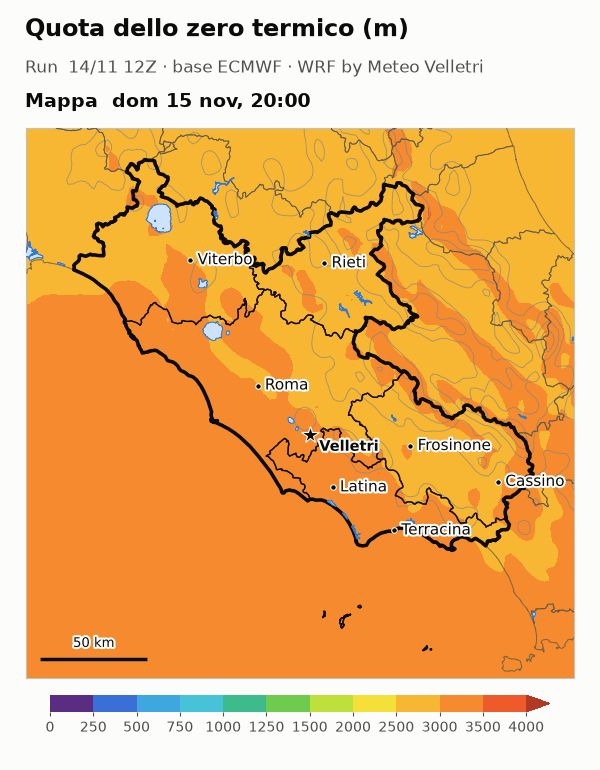 Quota dello zero termico (m)
Run  14/11 12Z · base ECMWF · WRF by Meteo Velletri
Mappa  dom 15 nov, 20:00
Viterbo
Rieti
Roma
Velletri
Frosinone
Cassino
Latina
Terracina
50 km
0 250 500 750 1000 1250 1500 2000 2500 3000 3500 4000